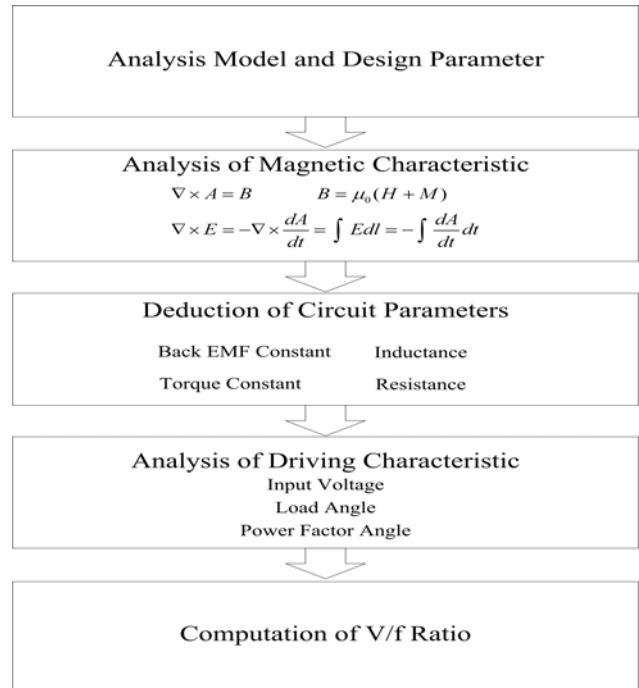 Analysis Model and Design Parameter
Analysis of Magnetic Characteristic
∇ × A = B B = μ₀(H + M)
∇ × E = −∇ × dA/dt = ∫ Edl = −∫ dA/dt dt
Deduction of Circuit Parameters
Back EMF Constant Inductance
Torque Constant Resistance
Analysis of Driving Characteristic
Input Voltage
Load Angle
Power Factor Angle
Computation of V/f Ratio